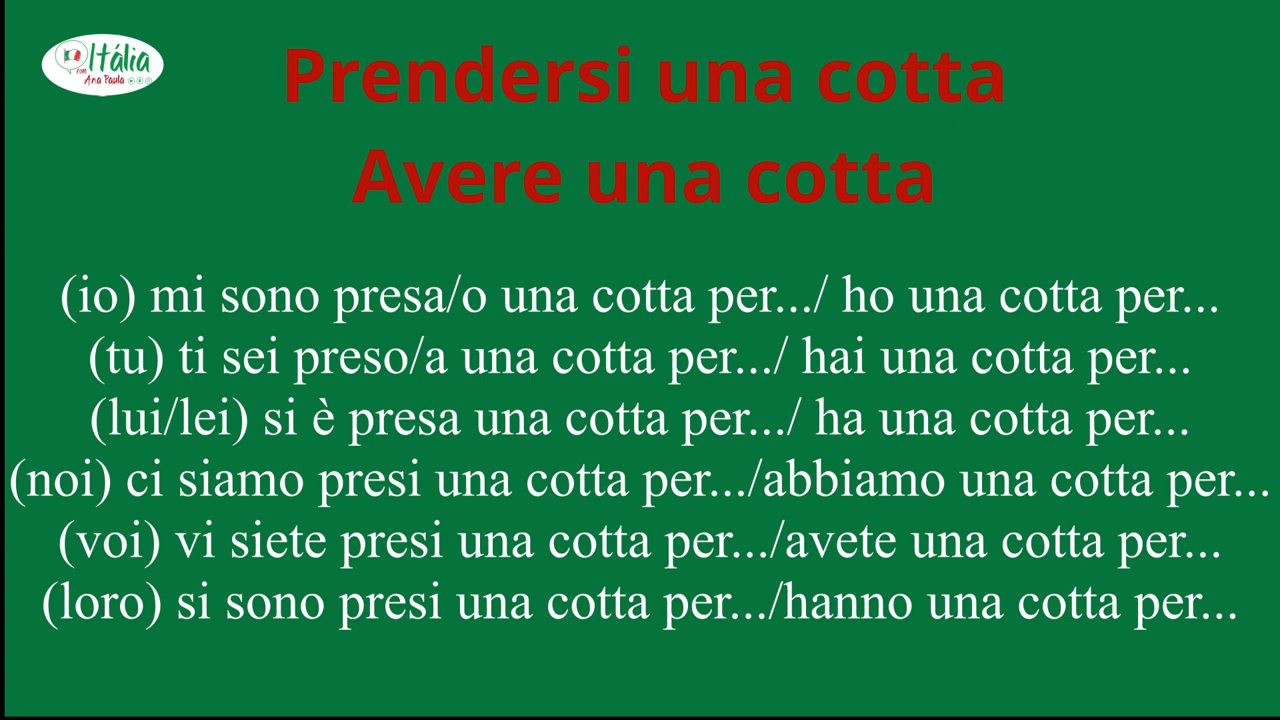 Itália
com
Ana Paula
Prendersi una cotta
Avere una cotta
(io) mi sono presa/o una cotta per.../ ho una cotta per...
(tu) ti sei preso/a una cotta per.../ hai una cotta per...
(lui/lei) si è presa una cotta per.../ ha una cotta per...
(noi) ci siamo presi una cotta per.../abbiamo una cotta per...
(voi) vi siete presi una cotta per.../avete una cotta per...
(loro) si sono presi una cotta per.../hanno una cotta per...